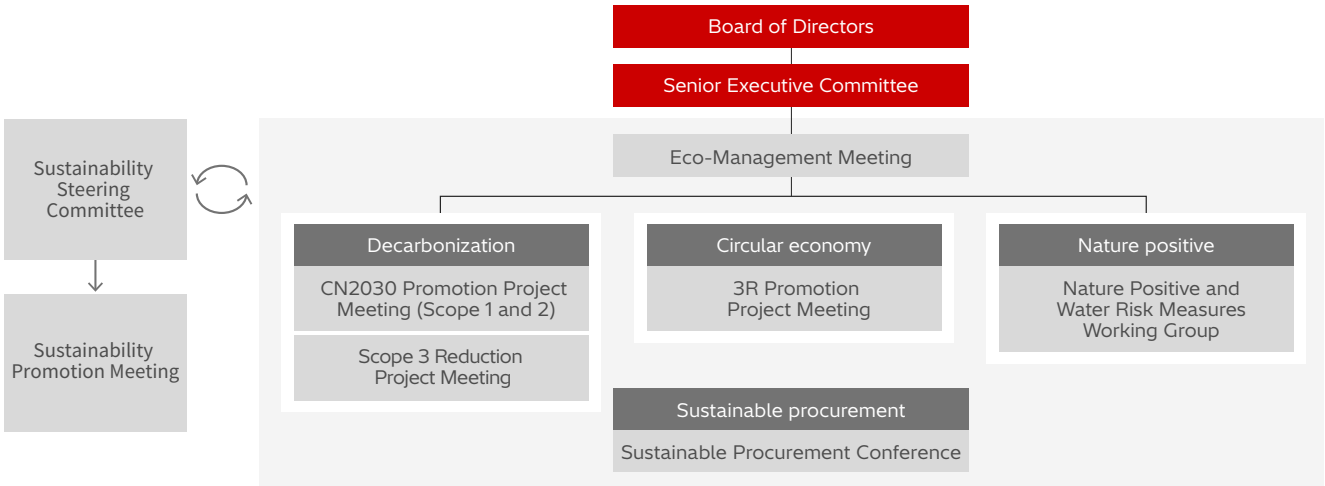 Board of Directors
Senior Executive Committee
Sustainability
Steering
Committee
Sustainability
Promotion Meeting
Eco-Management Meeting
Decarbonization
CN2030 Promotion Project
Meeting (Scope 1 and 2)
Scope 3 Reduction
Project Meeting
Circular economy
3R Promotion
Project Meeting
Nature positive
Nature Positive and
Water Risk Measures
Working Group
Sustainable procurement
Sustainable Procurement Conference